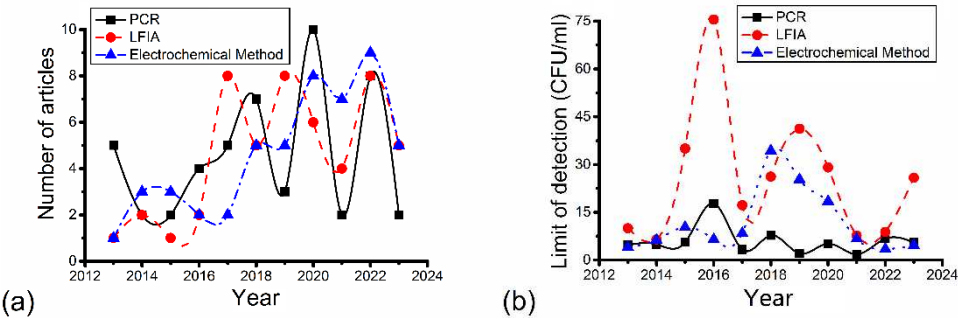 PCR
LFIA
Electrochemical Method
Number of articles
10
8
6
4
2
0
2012 2014 2016 2018 2020 2022 2024
Year
(a)
PCR
LFIA
Electrochemical Method
Limit of detection (CFU/ml)
75
60
45
30
15
0
2012 2014 2016 2018 2020 2022 2024
Year
(b)